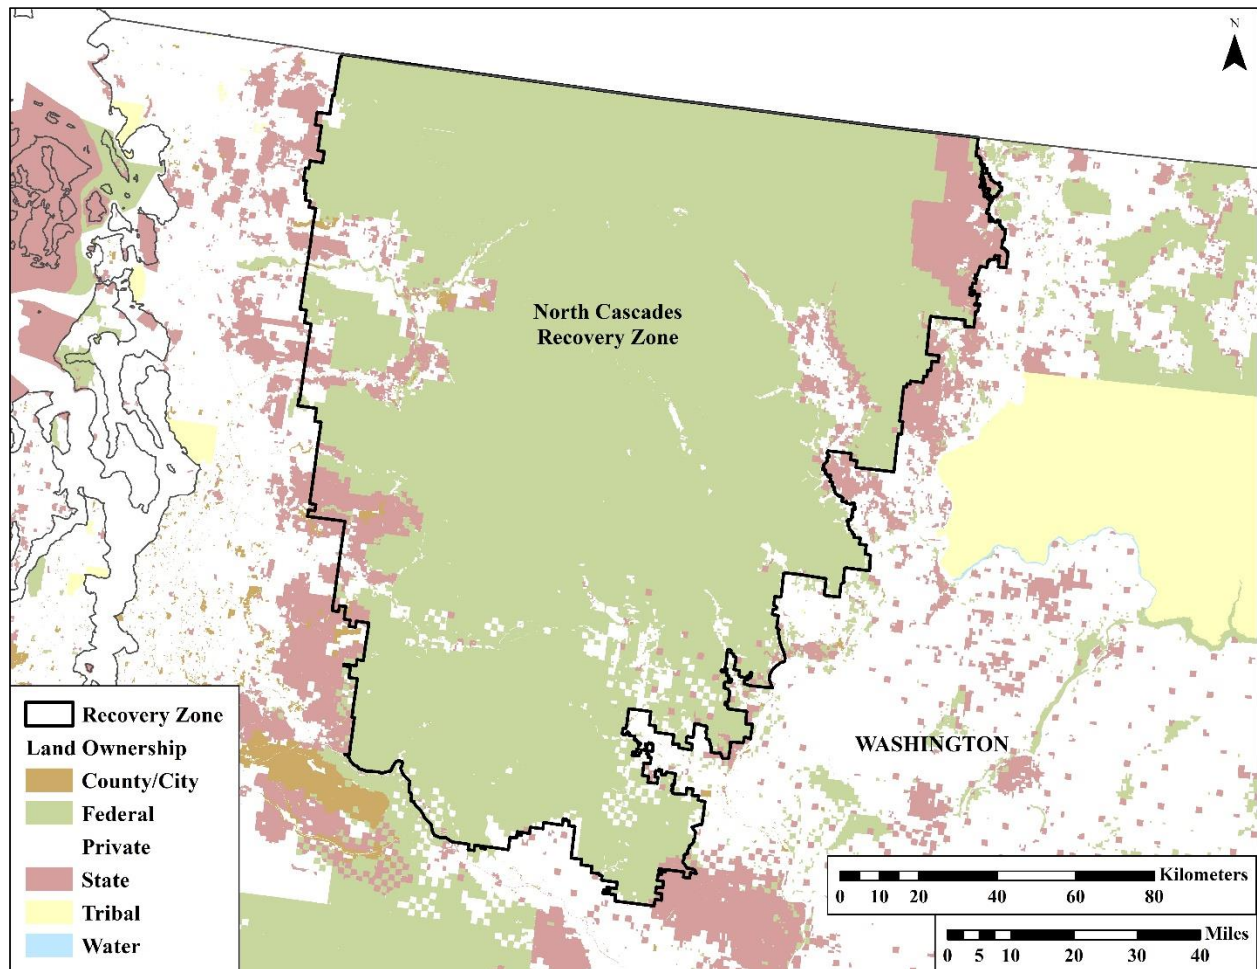 N
North Cascades
Recovery Zone
WASHINGTON
Recovery Zone
Land Ownership
County/City
Federal
Private
State
Tribal
Water
Kilometers
0 5 10 20 40 60 80
Miles
0 5 10 20 30 40